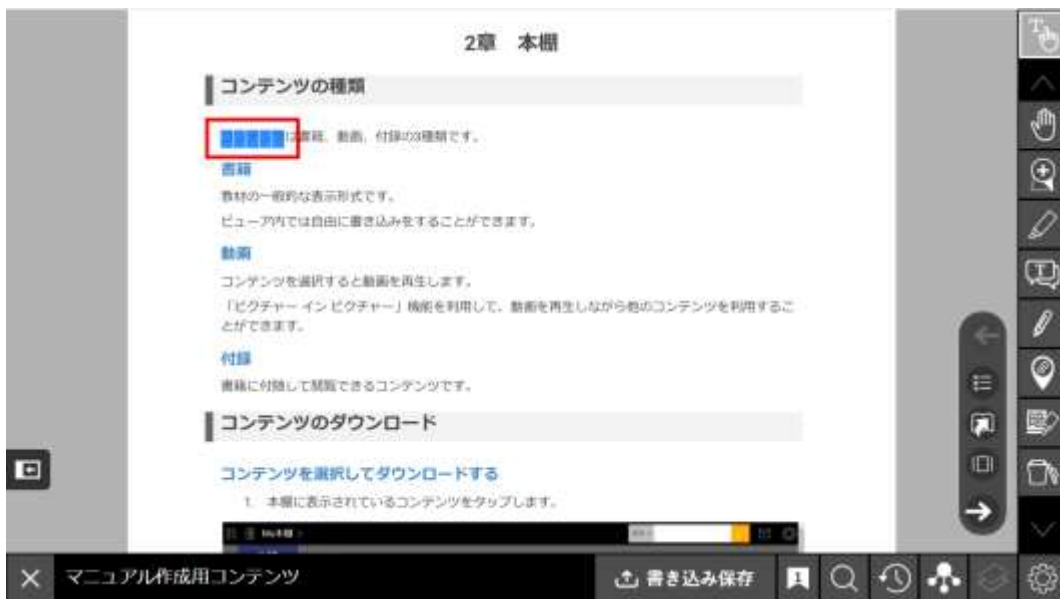 2章 本棚
コンテンツの種類
は書籍、動画、付録の3種類です。
書籍
教材の一般的な表示形式です。
ビューア内では自由に書き込みをすることができます。
動画
コンテンツを選択すると動画を再生します。
「ピクチャー イン ピクチャー」機能を利用して、動画を再生しながら他のコンテンツを利用するこ
とができます。
付録
書籍に付随して閲覧できるコンテンツです。
コンテンツのダウンロード
コンテンツを選択してダウンロードする
1. 本棚に表示されているコンテンツをタップします。
My本棚
マニュアル作成用コンテンツ
書き込み保存
1